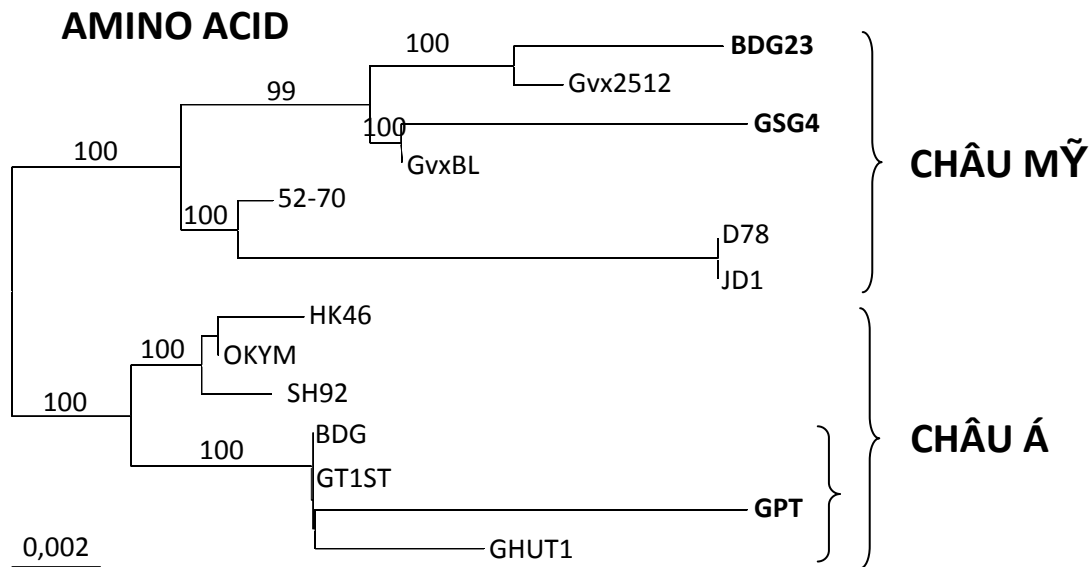 AMINO ACID
100
BDG23
Gvx2512
99
GSG4
100
GvxBL
100
52-70
100
D78
JD1
CHÂU MỸ
HK46
100
OKYM
SH92
100
BDG
100
GT1ST
GPT
GHUT1
CHÂU Á
0,002